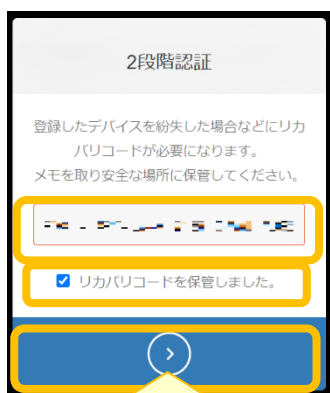 2段階認証
登録したデバイスを紛失した場合などにリカ
バリコードが必要になります。
メモを取り安全な場所に保管してください。
リカバリコードを保管しました。